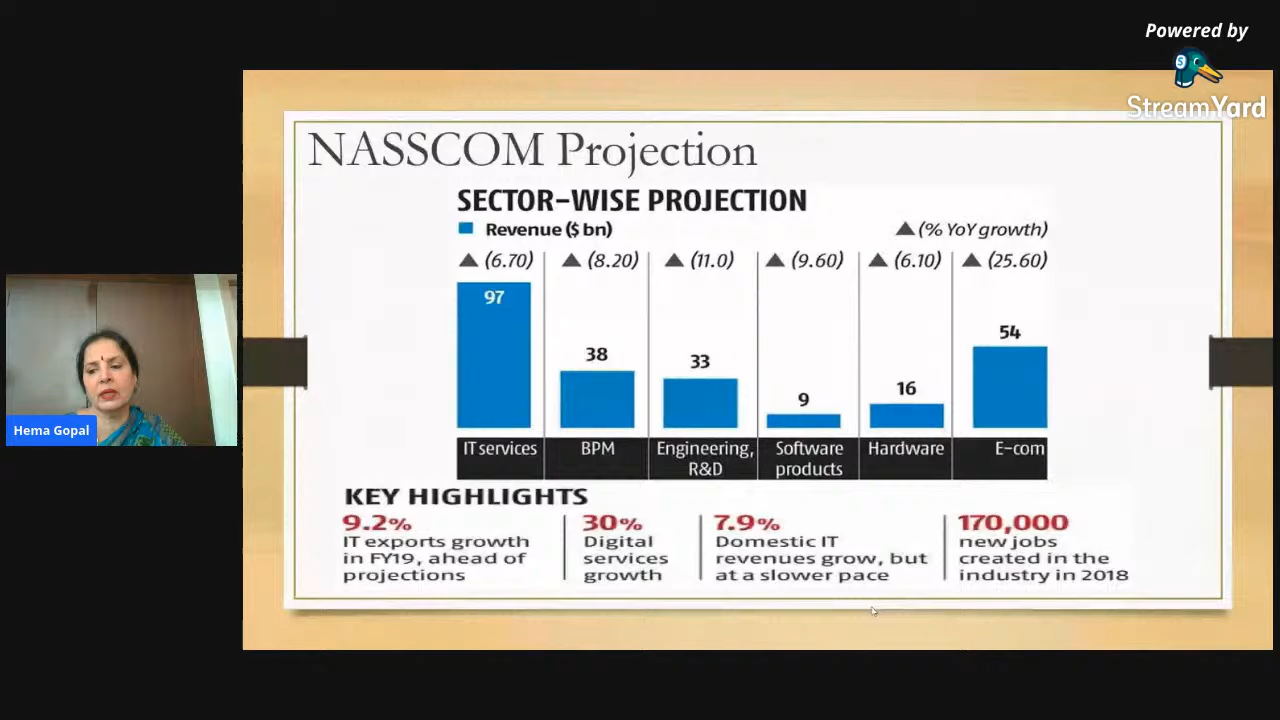 Powered by
StreamYard
NASSCOM Projection
SECTOR-WISE PROJECTION
Revenue ($ bn)
(% YoY growth)
(6.70)
(8.20)
(11.0)
(9.60)
(6.10)
(25.60)
97
38
33
9
16
54
IT services
BPM
Engineering,
R&D
Software
products
Hardware
E-com
KEY HIGHLIGHTS
9.2%
IT exports growth
in FY19, ahead of
projections
30%
Digital
services
growth
7.9%
Domestic IT
revenues grow, but
at a slower pace
170,000
new jobs
created in the
industry in 2018
Hema Gopal